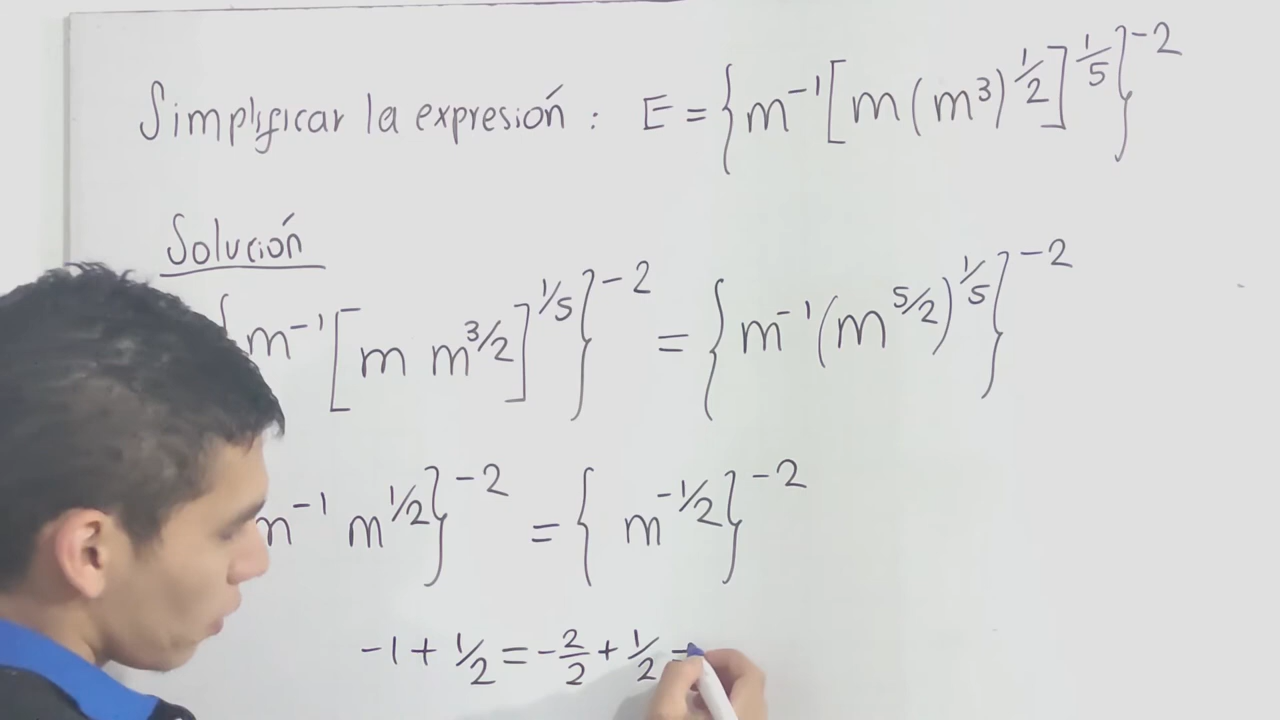 Simplificar la expresión : E = {m⁻¹[m(m³)^1/2]^1/5}⁻²
Solución
{m⁻¹[m m^3/2]^1/5}⁻² = {m⁻¹(m^5/2)^1/5}⁻²
m⁻¹ m^1/2}⁻² = {m^-1/2}⁻²
-1 + 1/2 = -2/2 + 1/2 =